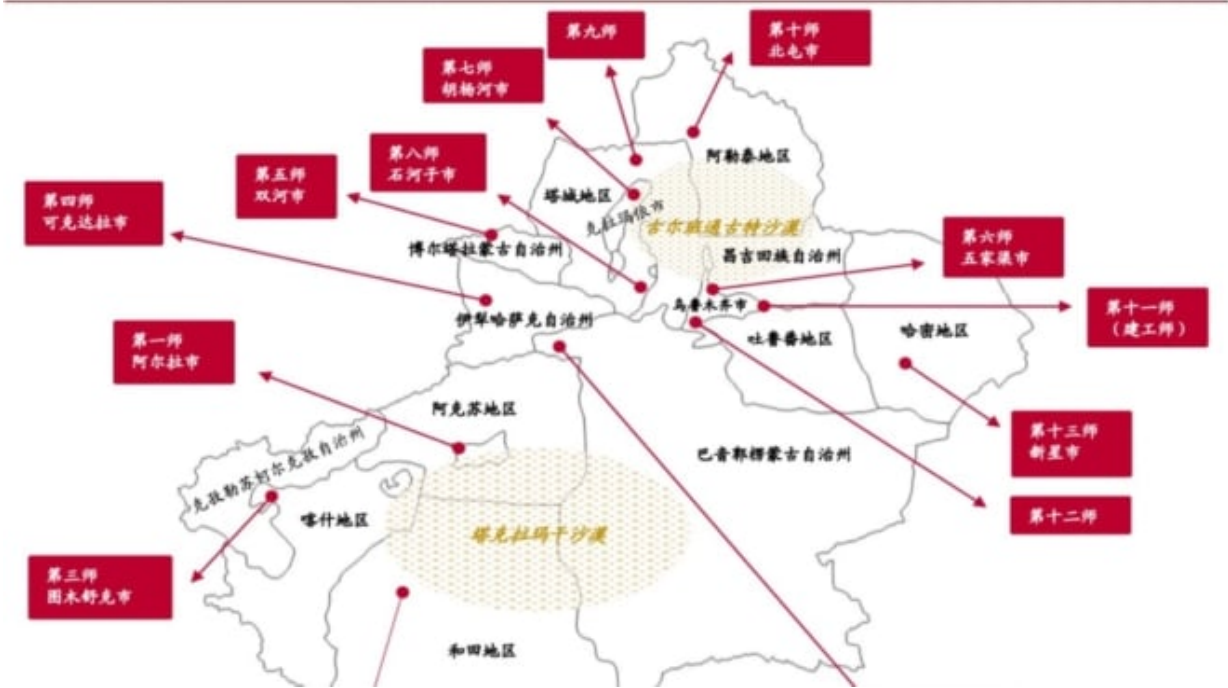 第九师
第十师
北屯市
第七师
胡杨河市
第八师
石河子市
第五师
双河市
第四师
可克达拉市
阿勒泰地区
塔城地区
克拉玛依市
古尔班通古特沙漠
博尔塔拉蒙古自治州
昌吉回族自治州
第六师
五家渠市
乌鲁木齐市
第十一师
（建工师）
伊犁哈萨克自治州
吐鲁番地区
哈密地区
第一师
阿尔拉市
阿克苏地区
第十三师
新星市
克孜勒苏柯尔克孜自治州
巴音郭楞蒙古自治州
喀什地区
塔克拉玛干沙漠
第十二师
第三师
图木舒克市
和田地区